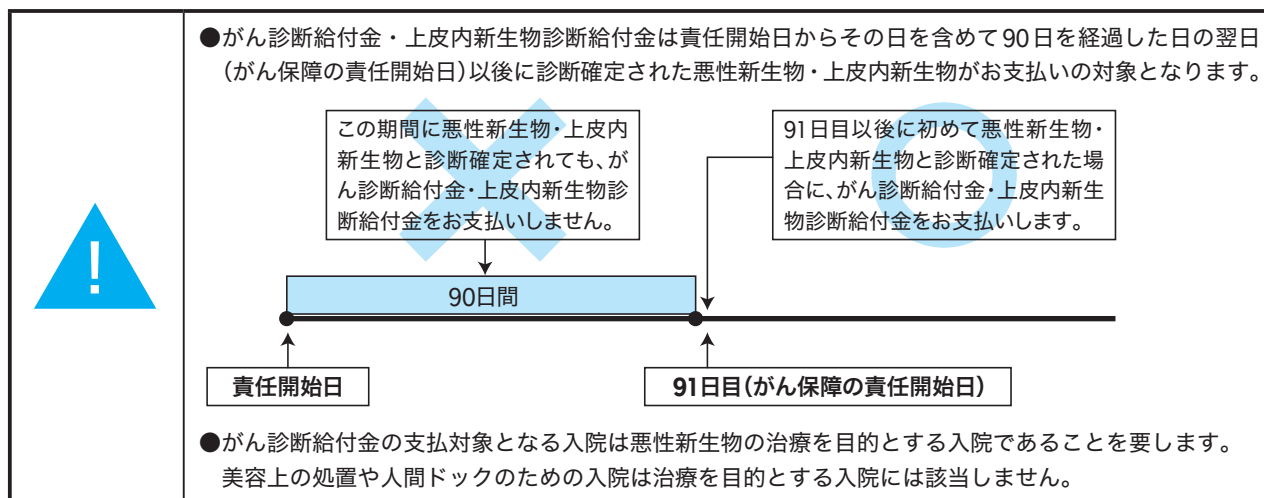 ●がん診断給付金・上皮内新生物診断給付金は責任開始日からその日を含めて90日を経過した日の翌日
(がん保障の責任開始日)以後に診断確定された悪性新生物・上皮内新生物がお支払いの対象となります。
この期間に悪性新生物・上皮内
新生物と診断確定されても、が
ん診断給付金・上皮内新生物診
断給付金をお支払いしません。
91日目以後に初めて悪性新生物・
上皮内新生物と診断確定された場
合に、がん診断給付金・上皮内新生
物診断給付金をお支払いします。
!
90日間
責任開始日
91日目(がん保障の責任開始日)
●がん診断給付金の支払対象となる入院は悪性新生物の治療を目的とする入院であることを要します。
美容上の処置や人間ドックのための入院は治療を目的とする入院には該当しません。